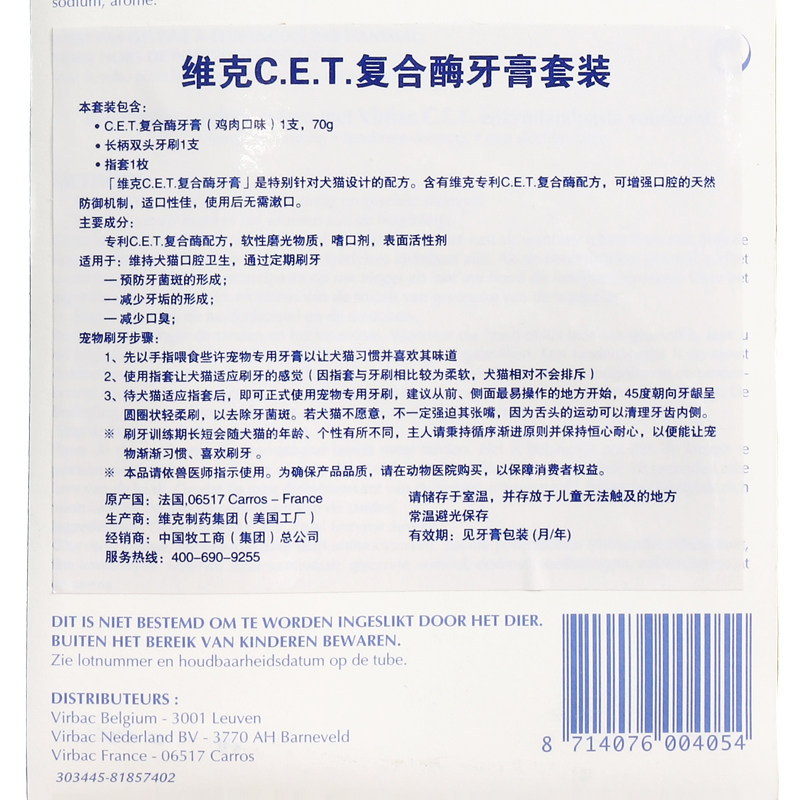 sodium, arome.
维克C.E.T.复合酶牙膏套装
本套装包含：
• C.E.T.复合酶牙膏（鸡肉口味）1支，70g
• 长柄双头牙刷1支
• 指套1枚
「维克C.E.T.复合酶牙膏」是特别针对犬猫设计的配方。含有维克专利C.E.T.复合酶配方，可增强口腔的天然
防御机制，适口性佳，使用后无需漱口。
主要成分：
专利C.E.T.复合酶配方，软性磨光物质，嗜口剂，表面活性剂
适用于：维持犬猫口腔卫生，通过定期刷牙
— 预防牙菌斑的形成；
— 减少牙垢的形成；
— 减少口臭；
宠物刷牙步骤：
1、先以手指喂食些许宠物专用牙膏以让犬猫习惯并喜欢其味道
2、使用指套让犬猫适应刷牙的感觉（因指套与牙刷相比较为柔软，犬猫相对不会排斥）
3、待犬猫适应指套后，即可正式使用宠物专用牙刷，建议从前、侧面最易操作的地方开始，45度朝向牙龈呈
圆圈状轻柔刷，以去除牙菌斑。若犬猫不愿意，不一定强迫其张嘴，因为舌头的运动可以清理牙齿内侧。
※ 刷牙训练期长短会随犬猫的年龄、个性有所不同，主人请秉持循序渐进原则并保持恒心耐心，以便能让宠
物渐渐习惯、喜欢刷牙 。
※ 本品请依兽医师指示使用。为确保产品品质，请在动物医院购买，以保障消费者权益。
原产国：法国,06517 Carros – France
生产商：维克制药集团（美国工厂）
经销商：中国牧工商（集团）总公司
服务热线：400-690-9255
请储存于室温，并存放于儿童无法触及的地方
常温避光保存
有效期：见牙膏包装 (月/年)
DIT IS NIET BESTEMD OM TE WORDEN INGESLIKT DOOR HET DIER.
BUITEN HET BEREIK VAN KINDEREN BEWAREN.
Zie lotnummer en houdbaarheidsdatum op de tube.
DISTRIBUTEURS :
Virbac Belgium - 3001 Leuven
Virbac Nederland BV - 3770 AH Barneveld
Virbac France - 06517 Carros
303445-81857402
8 714076 004054